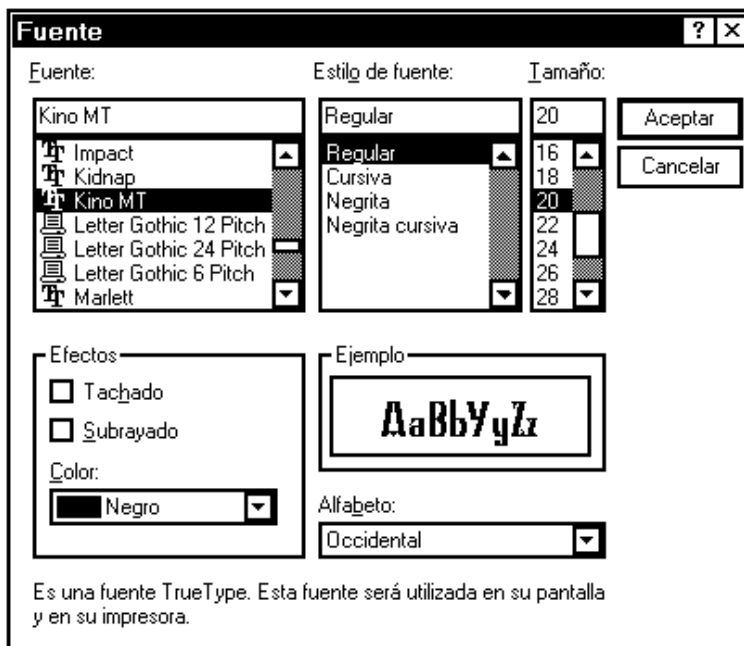 Fuente
? ×
Fuente:
Kino MT
Impact
Kidnap
Kino MT
Letter Gothic 12 Pitch
Letter Gothic 24 Pitch
Letter Gothic 6 Pitch
Marlett
Estilo de fuente:
Regular
Regular
Cursiva
Negrita
Negrita cursiva
Tamaño:
20
16
18
20
22
24
26
28
Aceptar
Cancelar
Efectos
Tachado
Subrayado
Color:
Negro
Ejemplo
AaBbYyZz
Alfabeto:
Occidental
Es una fuente TrueType. Esta fuente será utilizada en su pantalla
y en su impresora.